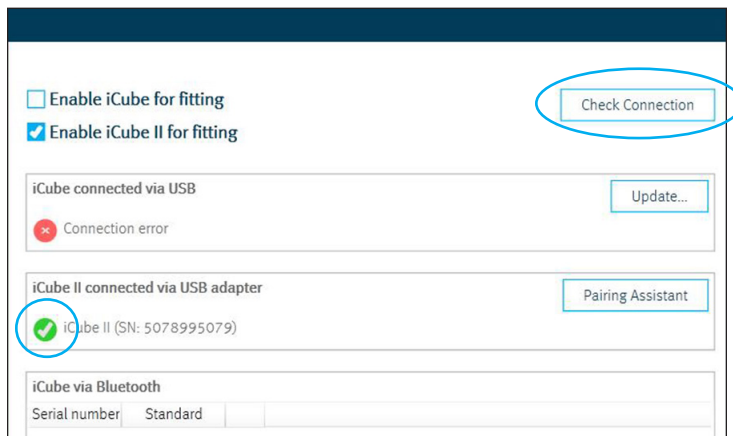 Enable iCube for fitting
Check Connection
Enable iCube II for fitting
iCube connected via USB
Update...
Connection error
iCube II connected via USB adapter
Pairing Assistant
iCube II (SN: 5078995079)
iCube via Bluetooth
Serial number Standard